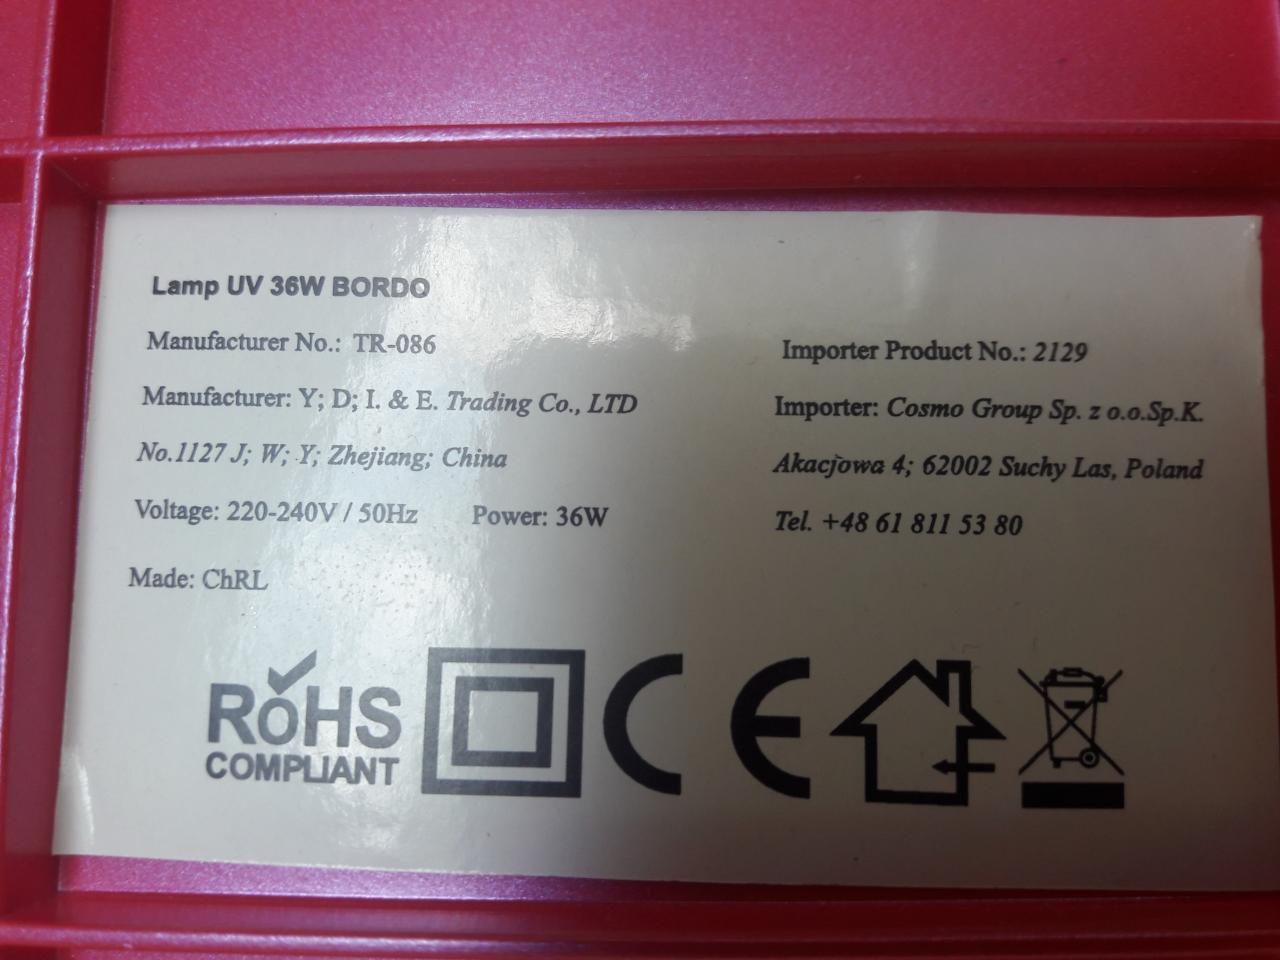 Lamp UV 36W BORDO
Manufacturer No.: TR-086
Manufacturer: Y; D; I. & E. Trading Co., LTD
No.1127 J; W; Y; Zhejiang; China
Voltage: 220-240V / 50Hz Power: 36W
Made: ChRL
Importer Product No.: 2129
Importer: Cosmo Group Sp. z o.o.Sp.K.
Akacjowa 4; 62002 Suchy Las, Poland
Tel. +48 61 811 53 80
RoHS
COMPLIANT
CE